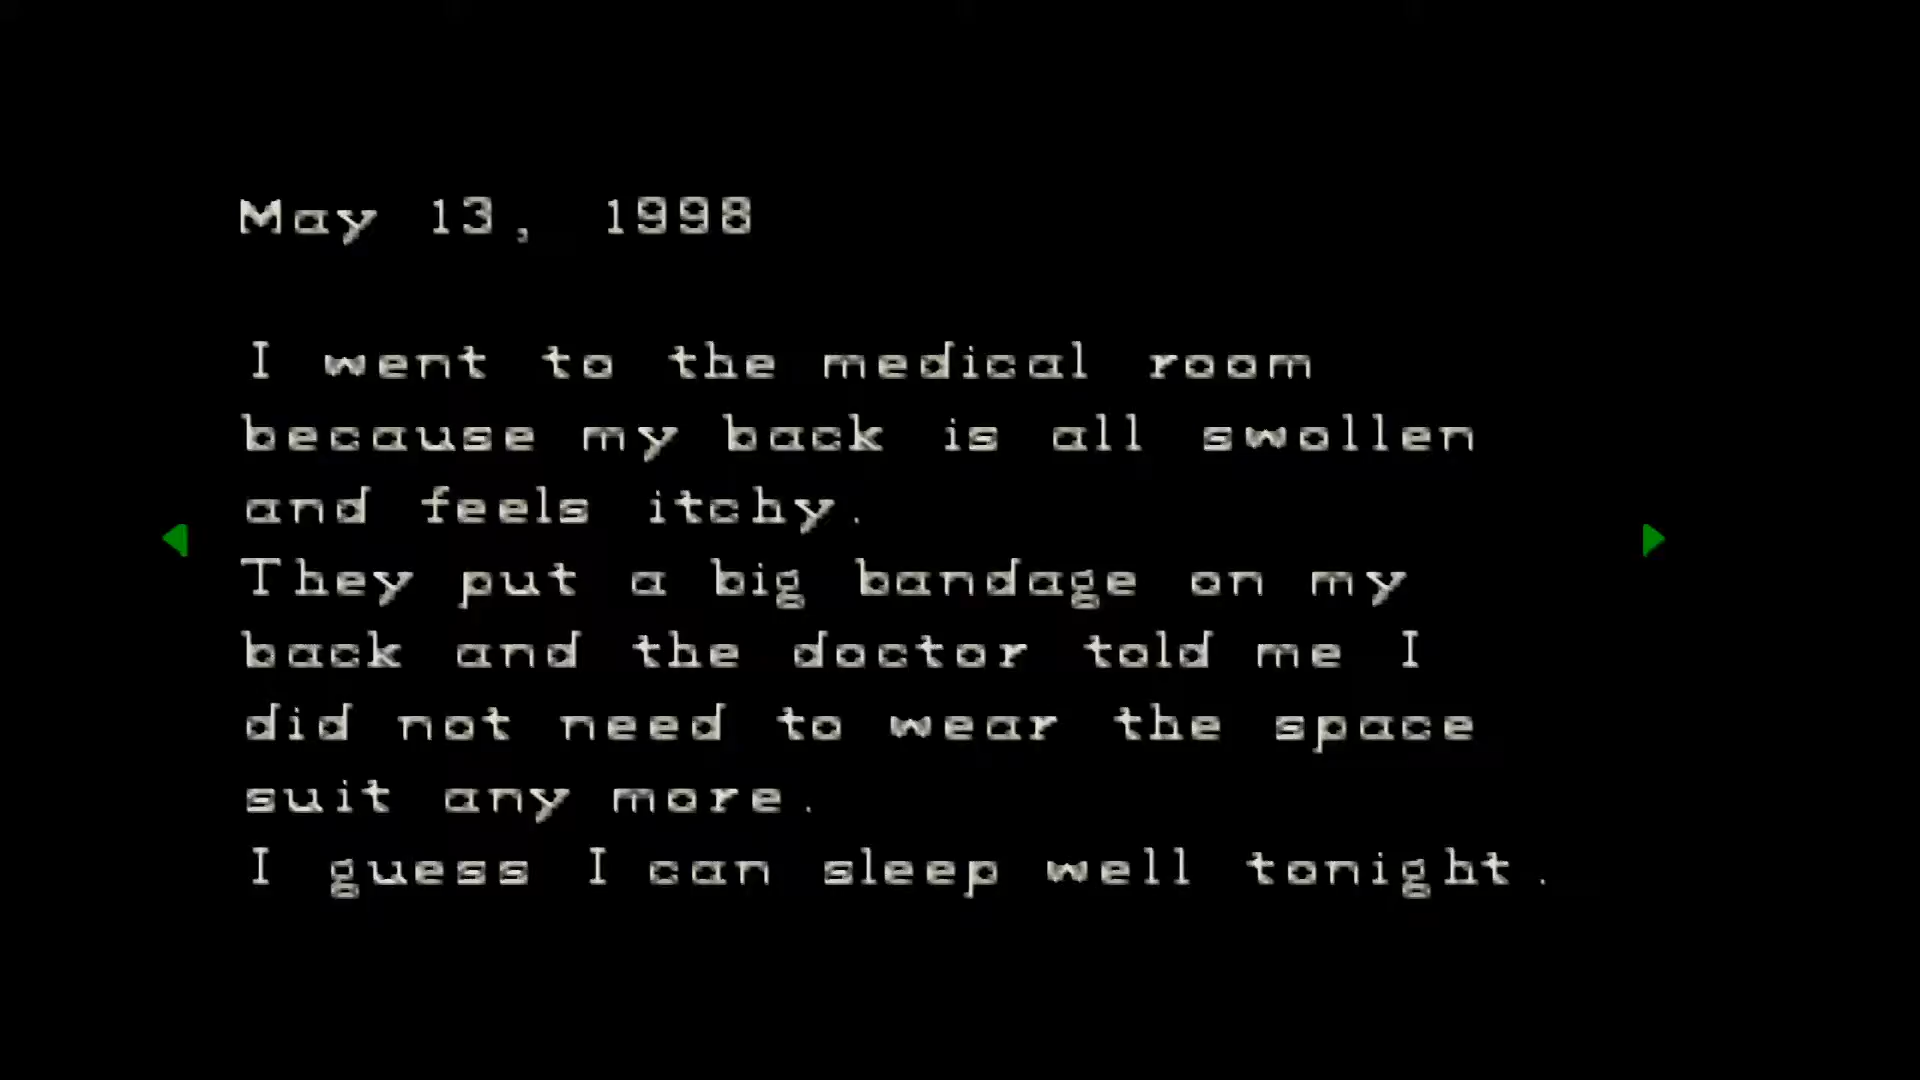 May 13, 1998
I went to the medical room
because my back is all swollen
and feels itchy.
They put a big bandage on my
back and the doctor told me I
did not need to wear the space
suit any more.
I guess I can sleep well tonight.